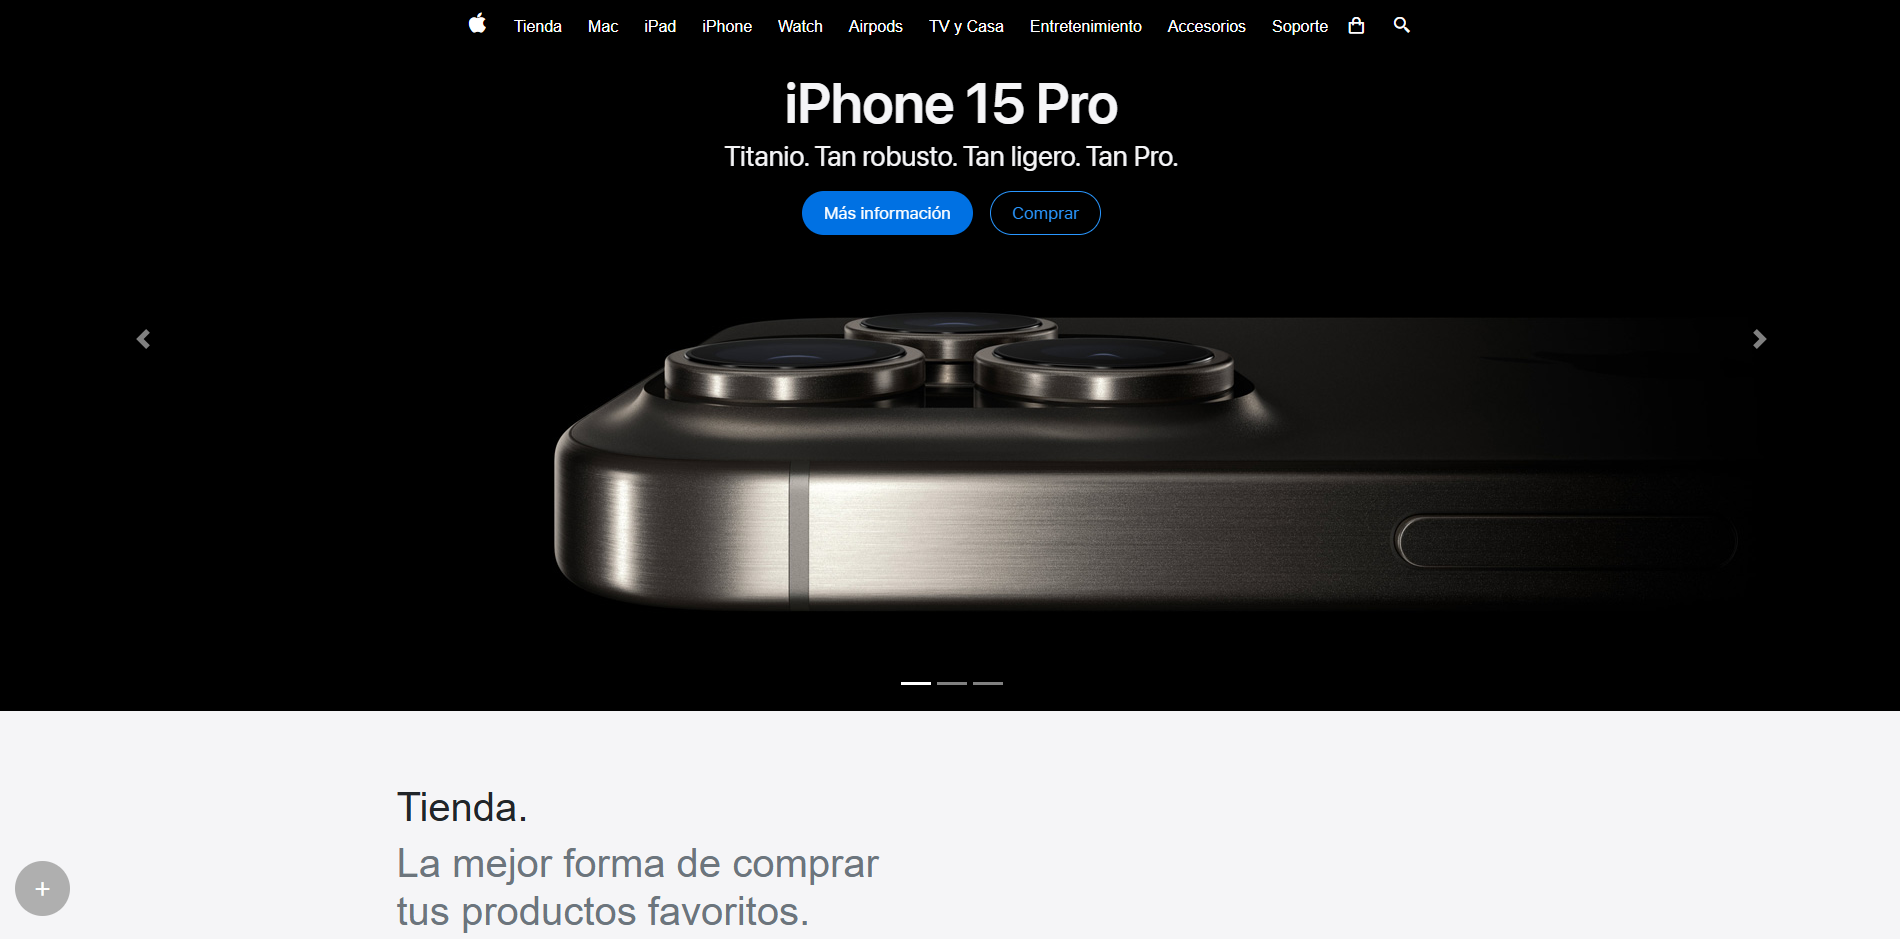 Tienda Mac iPad iPhone Watch Airpods TV y Casa Entretenimiento Accesorios Soporte
iPhone 15 Pro
Titanio. Tan robusto. Tan ligero. Tan Pro.
Más información Comprar
Tienda.
La mejor forma de comprar
tus productos favoritos.
+